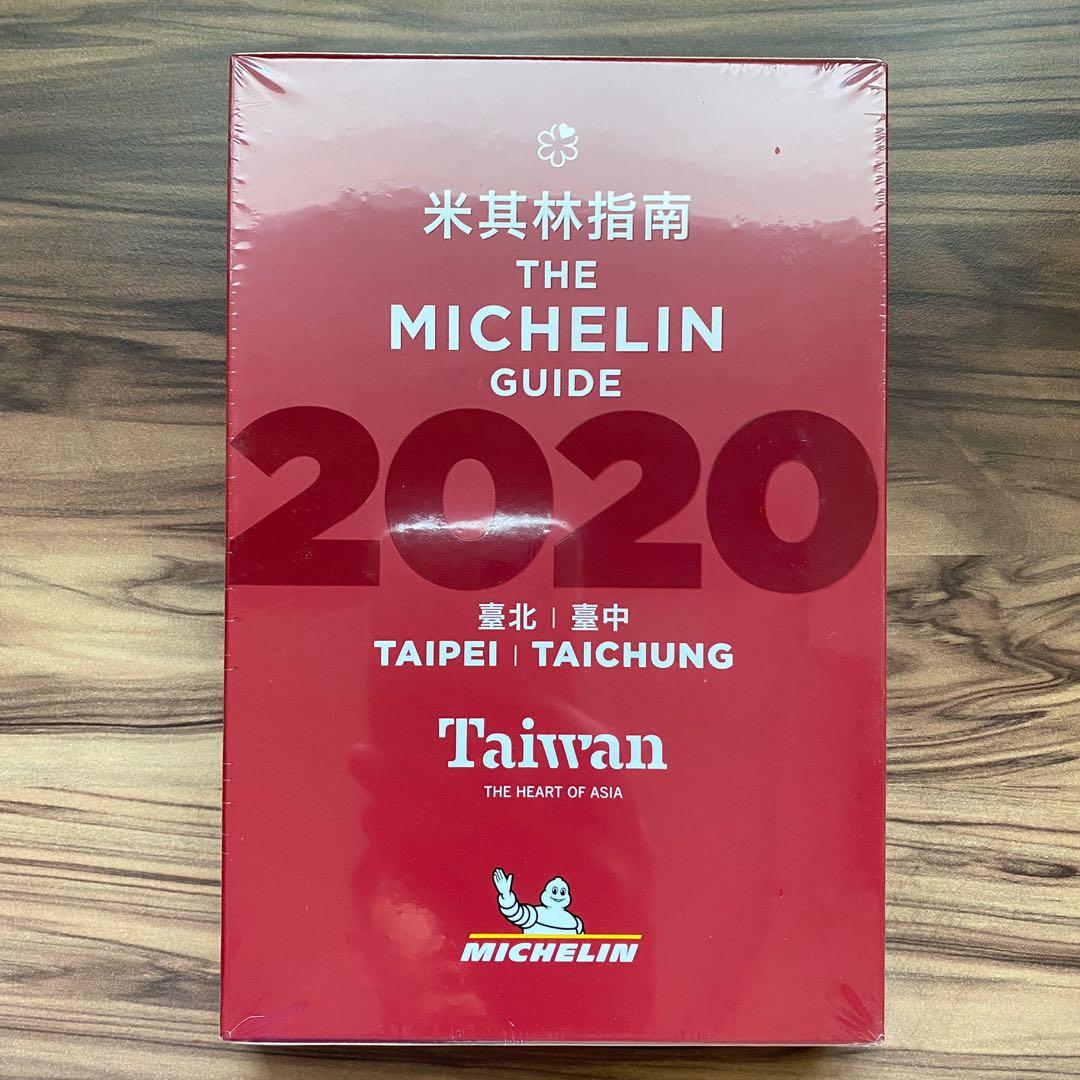 米其林指南
THE
MICHELIN
GUIDE
2020
臺北 | 臺中
TAIPEI | TAICHUNG
Taiwan
THE HEART OF ASIA
MICHELIN